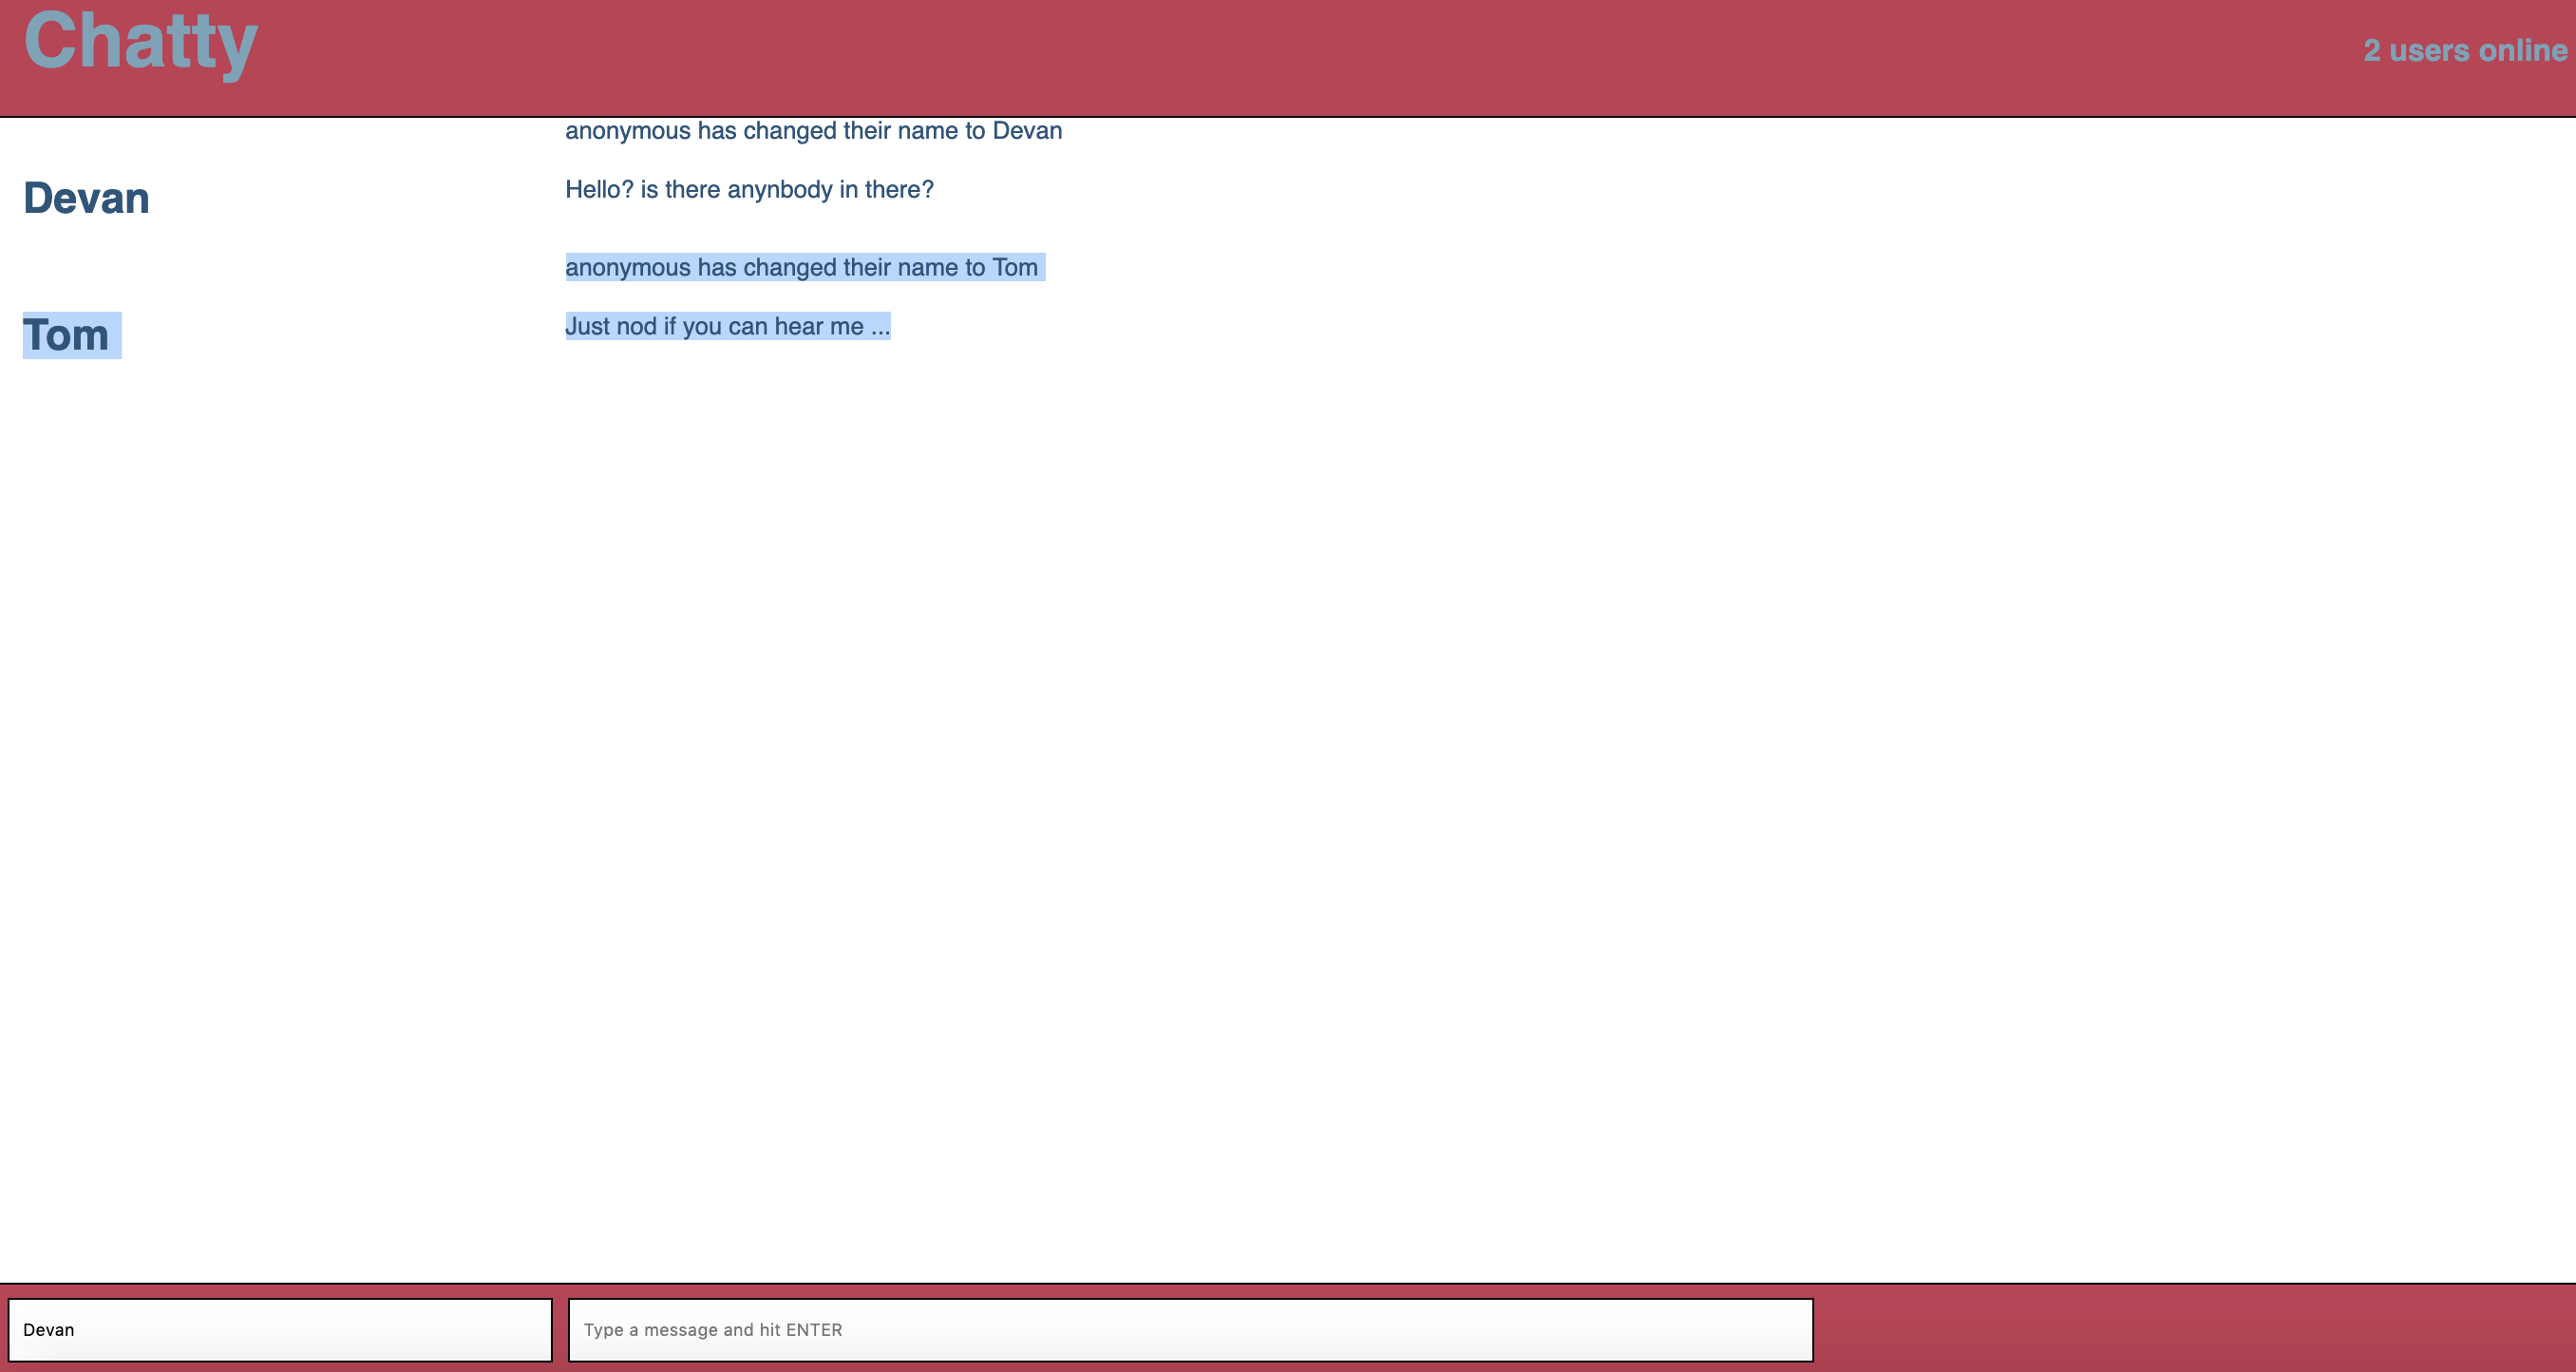 Chatty
2 users online
anonymous has changed their name to Devan
Devan
Hello? is there anynbody in there?
anonymous has changed their name to Tom
Tom
Just nod if you can hear me ...
Devan
Type a message and hit ENTER